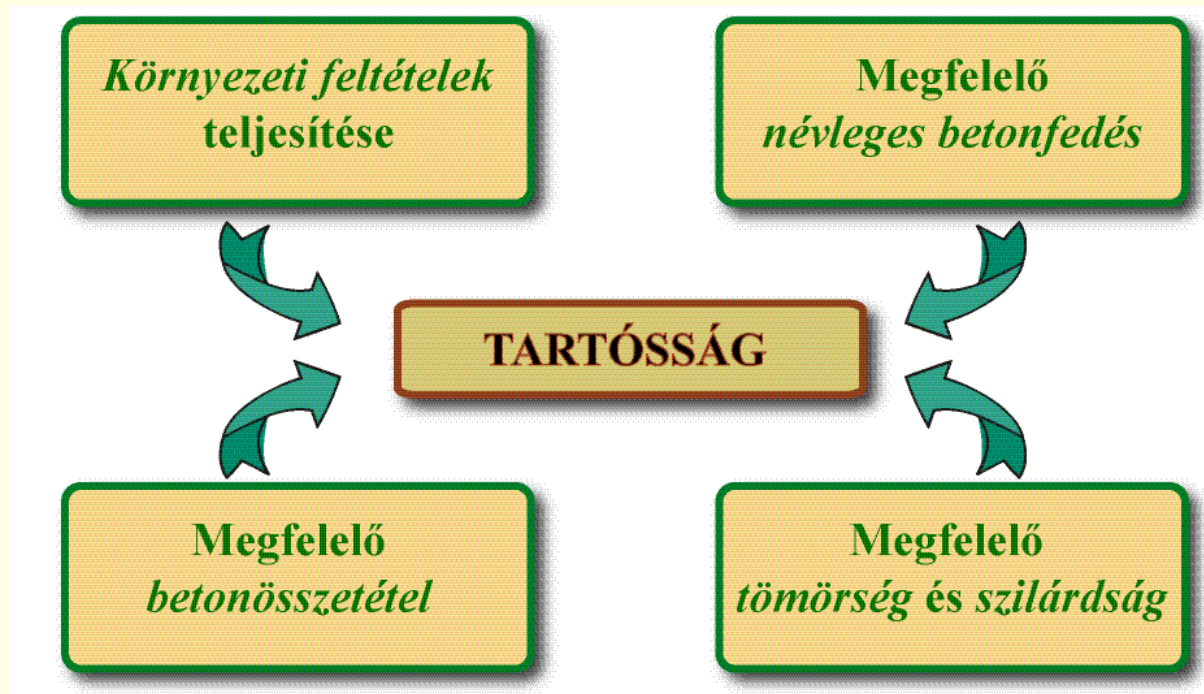 Környezeti feltételek
teljesítése
Megfelelő
névleges betonfedés
TARTÓSSÁG
Megfelelő
betonösszetétel
Megfelelő
tömörség és szilárdság